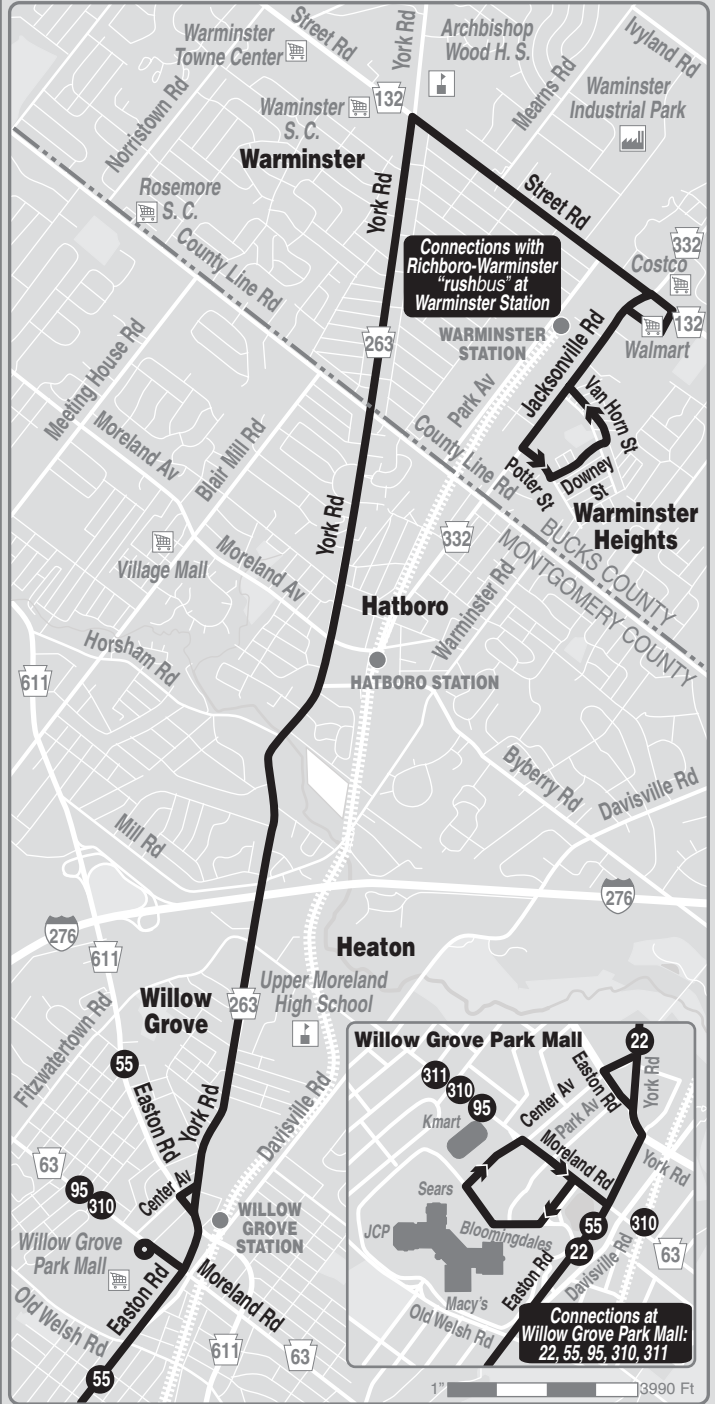 Street Rd
York Rd
Archbishop
Wood H. S.
Ivyland Rd
Warminster
Towne Center
132
Mearns Rd
Waminster
Industrial Park
Norristown Rd
Waminster
S. C.
Warminster
Rosemore
S. C.
York Rd
Street Rd
County Line Rd
Connections with
Richboro-Warminster
“rushbus” at
Warminster Station
332
Costco
132
Walmart
WARMINSTER
STATION
263
Jacksonville Rd
Meeting House Rd
Park Av
Van Horn St
Moreland Av
Blair Mill Rd
County Line Rd
Potter St
Downey
St
Warminster
Heights
York Rd
332
BUCKS COUNTY
MONTGOMERY COUNTY
Village Mall
Moreland Av
Hatboro
Warminster Rd
Horsham Rd
611
HATBORO STATION
Byberry Rd
Davisville Rd
Mill Rd
276
276
611
Heaton
Willow
Grove
263
Upper Moreland
High School
Fitzwatertown Rd
55
Easton Rd
York Rd
Davisville Rd
63
95
310
Center Av
WILLOW
GROVE
STATION
Willow Grove
Park Mall
Easton Rd
Moreland Rd
Old Welsh Rd
611
63
55
Willow Grove Park Mall
22
311
310
95
Easton Rd
York Rd
Center Av
Park Av
Kmart
Moreland Rd
York Rd
Sears
JCP
Bloomingdales
55
310
22
63
Easton Rd
Davisville Rd
Macy's
Old Welsh Rd
Connections at
Willow Grove Park Mall:
22, 55, 95, 310, 311
1"
3990 Ft